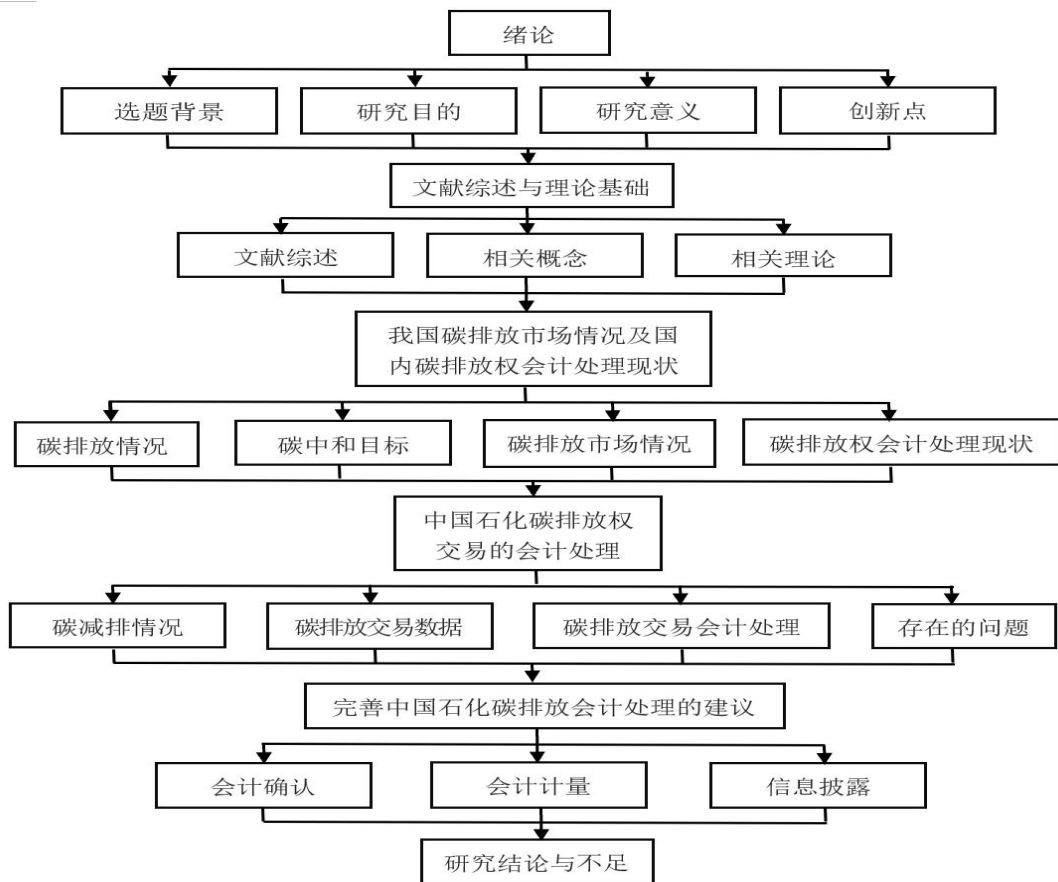 绪论
选题背景
研究目的
研究意义
创新点
文献综述与理论基础
文献综述
相关概念
相关理论
我国碳排放市场情况及国
内碳排放权会计处理现状
碳排放情况
碳中和目标
碳排放市场情况
碳排放权会计处理现状
中国石化碳排放权
交易的会计处理
碳减排情况
碳排放交易数据
碳排放交易会计处理
存在的问题
完善中国石化碳排放会计处理的建议
会计确认
会计计量
信息披露
研究结论与不足